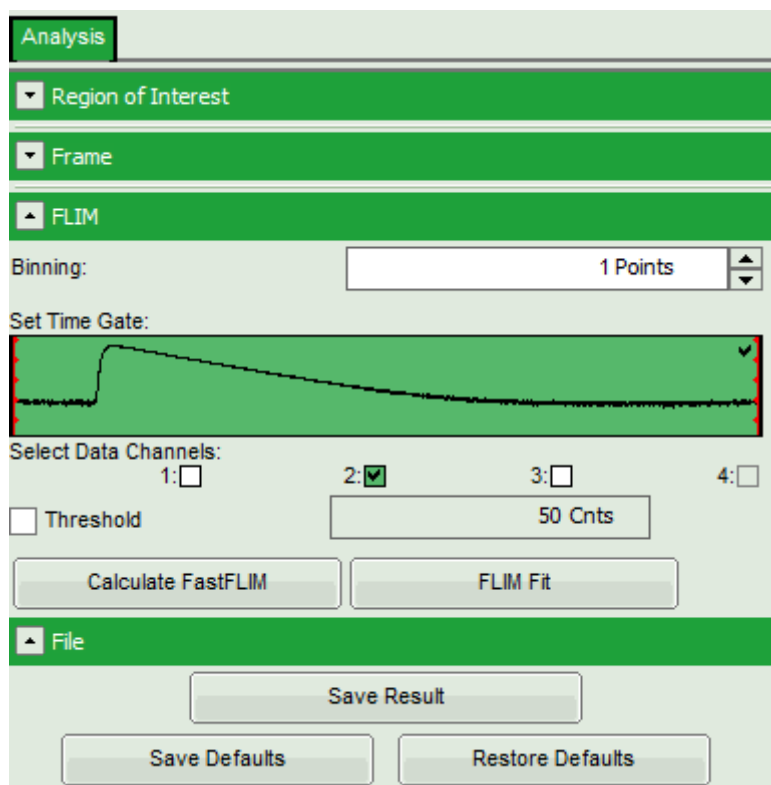 Analysis
Region of Interest
Frame
FLIM
Binning: 1 Points
Set Time Gate:
Select Data Channels:
1: 2: 3: 4:
Threshold 50 Cnts
Calculate FastFLIM FLIM Fit
File
Save Result
Save Defaults Restore Defaults